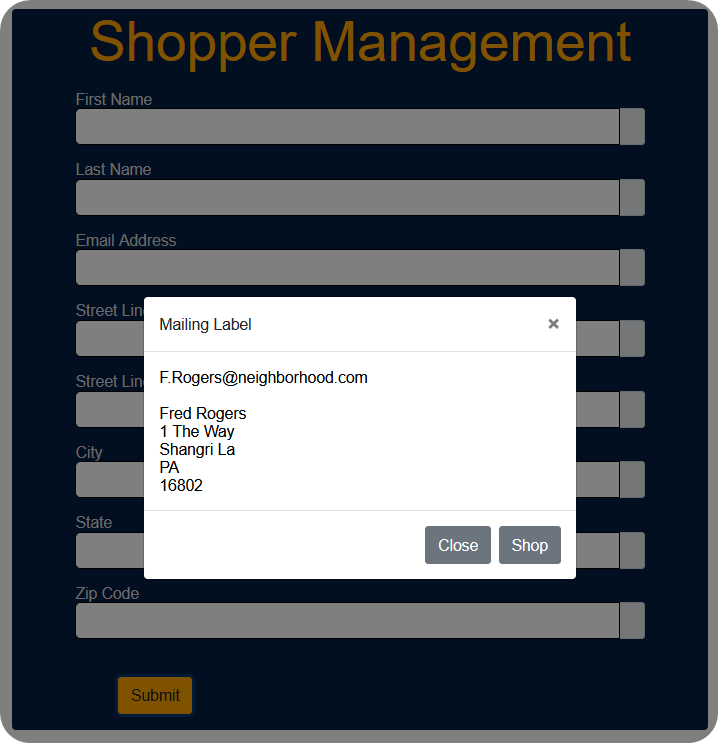 Shopper Management
First Name
Last Name
Email Address
Street Lin
Mailing Label ×
F.Rogers@neighborhood.com
Fred Rogers
1 The Way
Shangri La
PA
16802
Close Shop
Street Lin
City
State
Zip Code
Submit